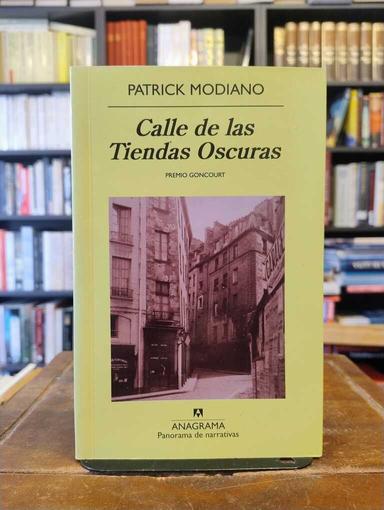 PATRICK MODIANO
Calle de las
Tiendas Oscuras
PREMIO GONCOURT
ANAGRAMA
Panorama de narrativas